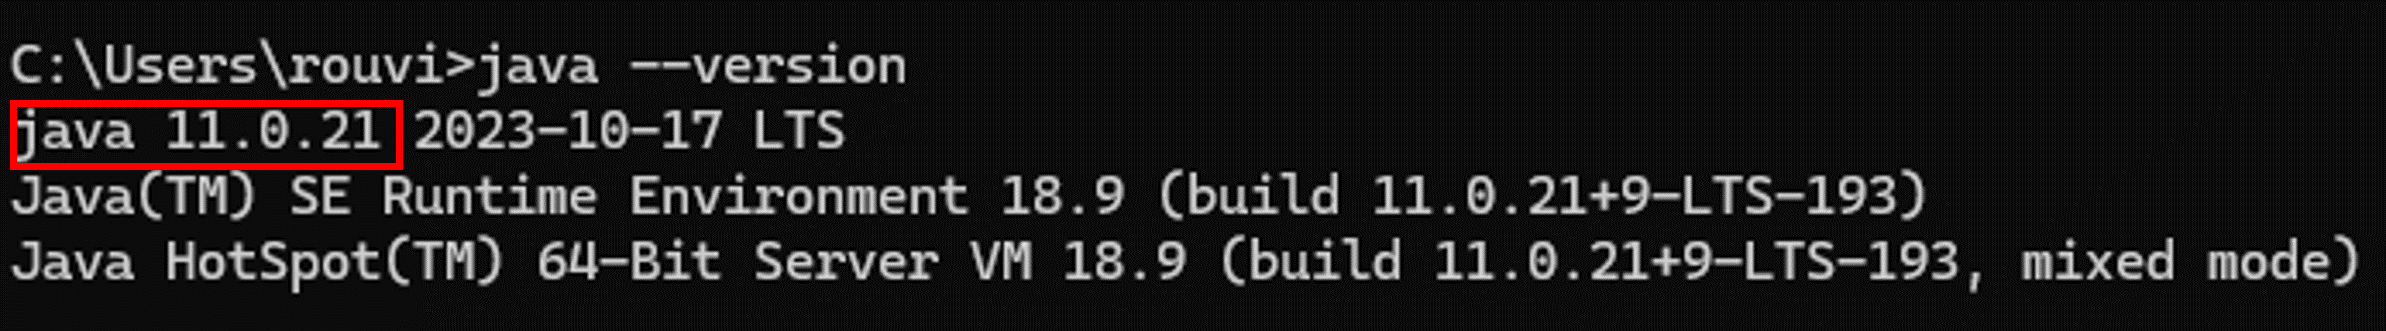 C:\Users\rouvi>java --version
java 11.0.21 2023-10-17 LTS
Java(TM) SE Runtime Environment 18.9 (build 11.0.21+9-LTS-193)
Java HotSpot(TM) 64-Bit Server VM 18.9 (build 11.0.21+9-LTS-193, mixed mode)